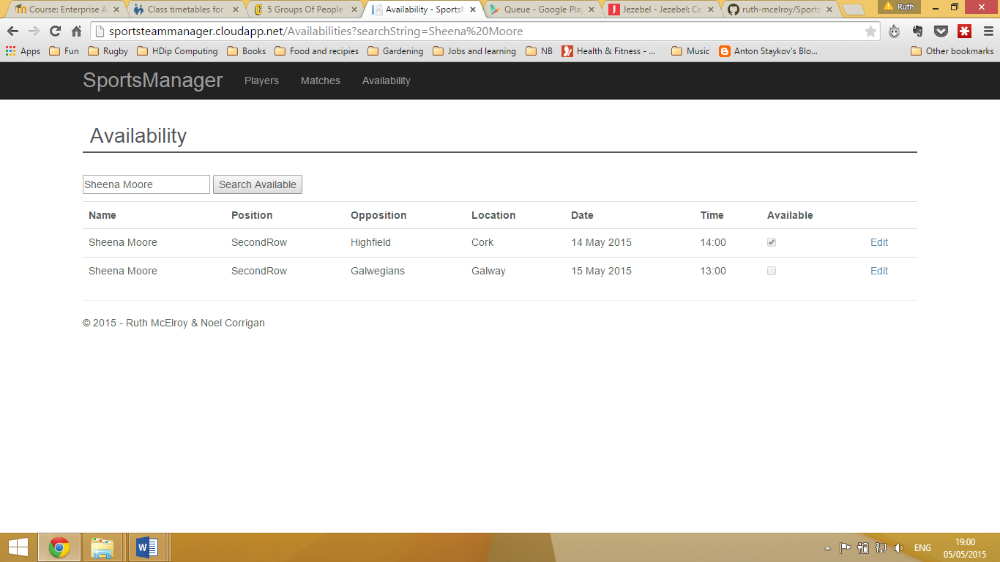 Course: Enterprise A
Class timetables for
5 Groups Of People
Availability - SportsM
Queue - Google Play
Jezebel - Jezebel: Ce
ruth-mcelroy/Sports
Ruth
sportsteammanager.cloudapp.net/Availabilities?searchString=Sheena%20Moore
Apps Fun Rugby HDip Computing Books Food and recipies Gardening Jobs and learning NB Health & Fitness - ... Music Anton Staykov's Blo... Other bookmarks
SportsManager Players Matches Availability
Availability
Sheena Moore Search Available
Name Position Opposition Location Date Time Available
Sheena Moore SecondRow Highfield Cork 14 May 2015 14:00 Edit
Sheena Moore SecondRow Galwegians Galway 15 May 2015 13:00 Edit
© 2015 - Ruth McElroy & Noel Corrigan
ENG
19:00
05/05/2015